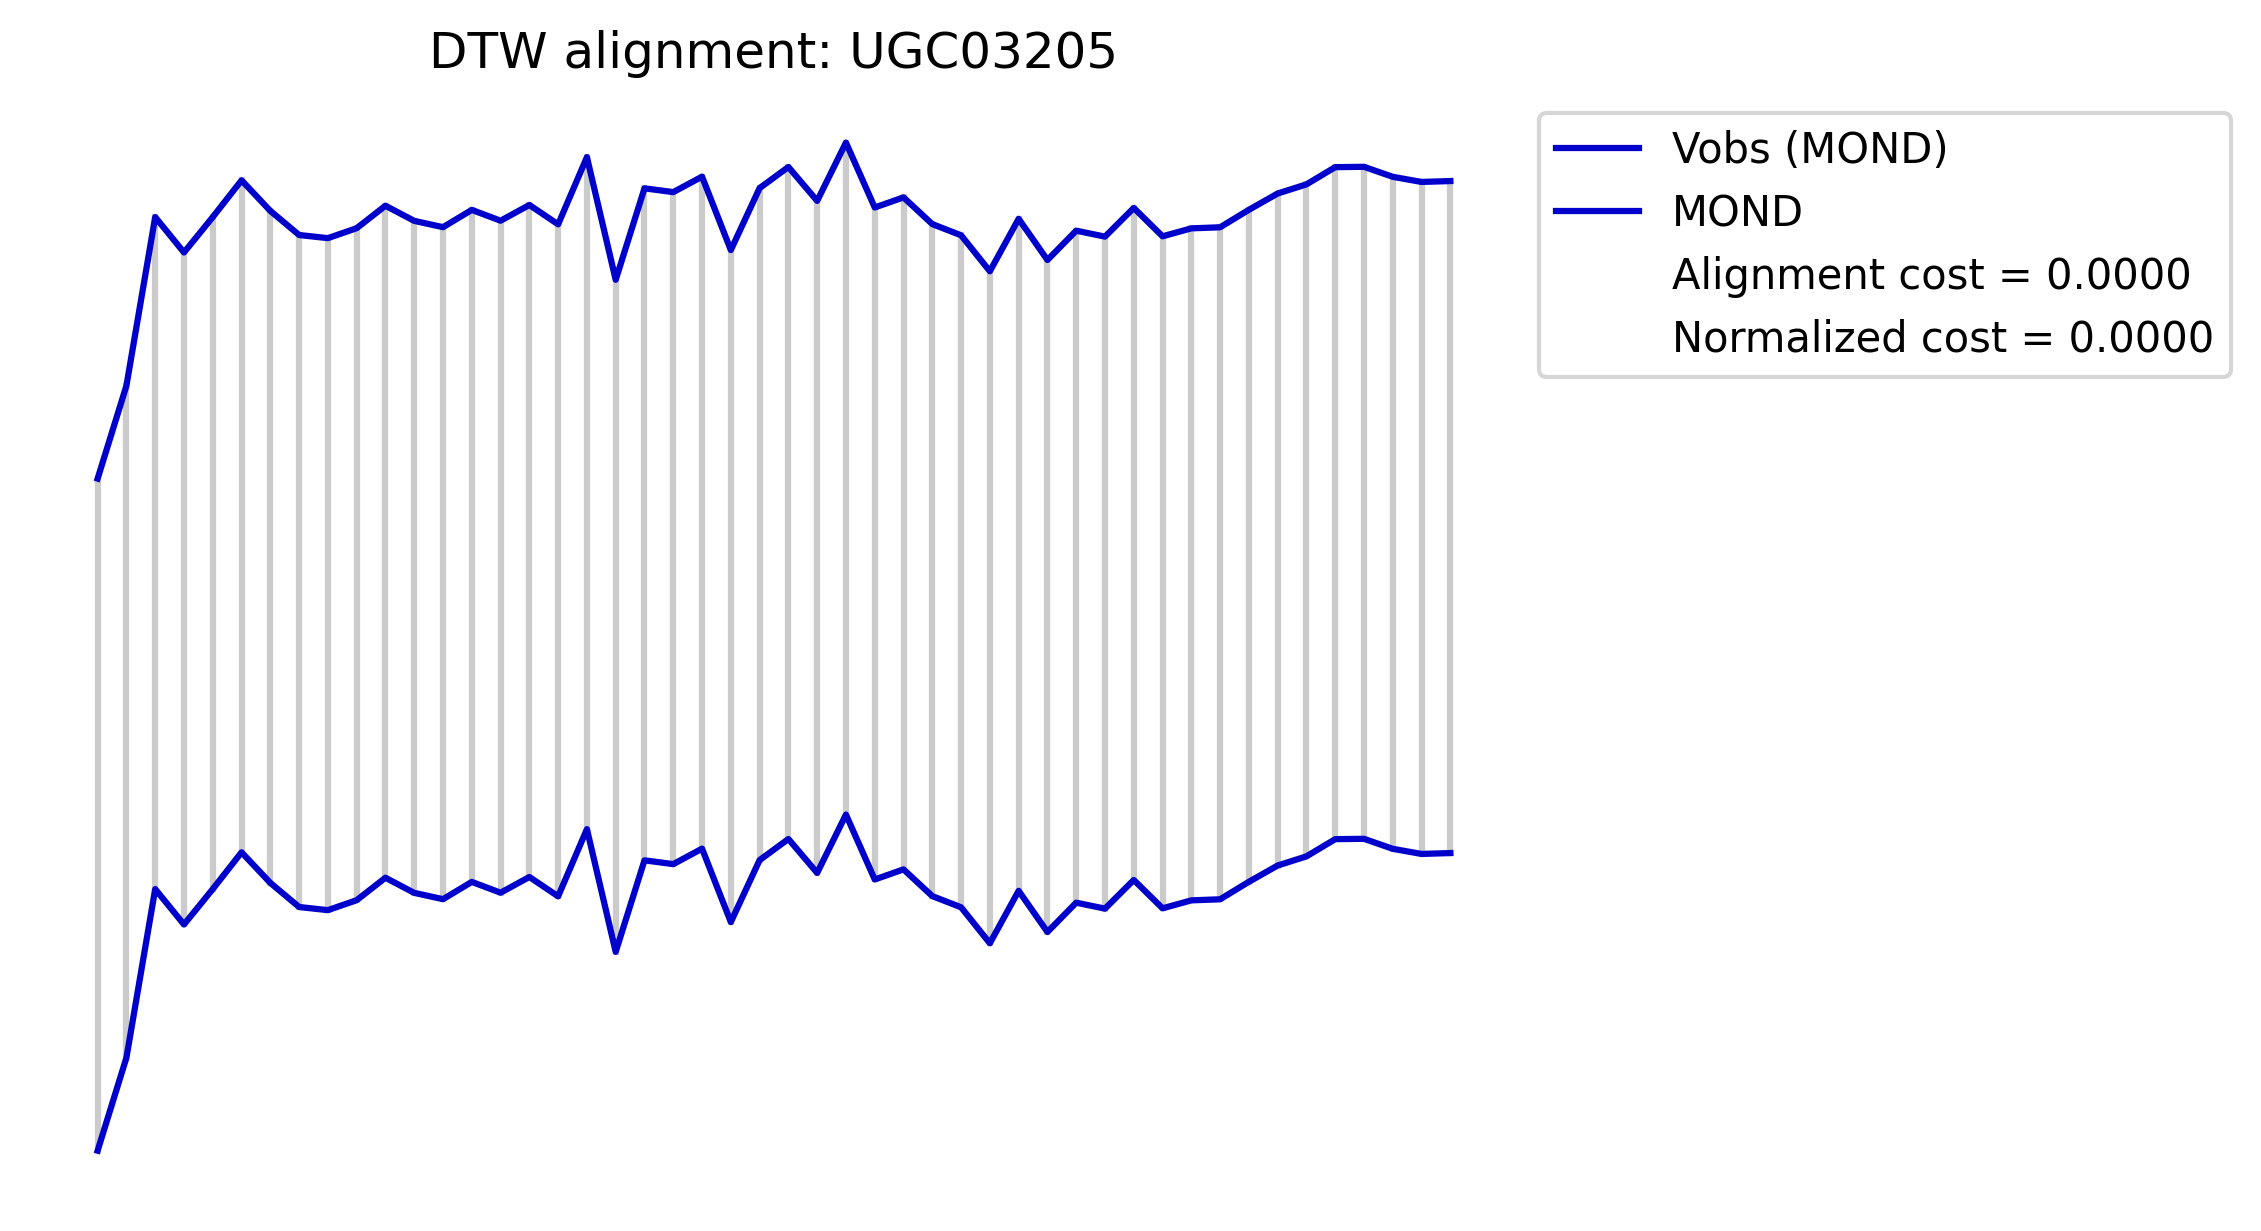 DTW alignment: UGC03205
Vobs (MOND)
MOND
Alignment cost = 0.0000
Normalized cost = 0.0000